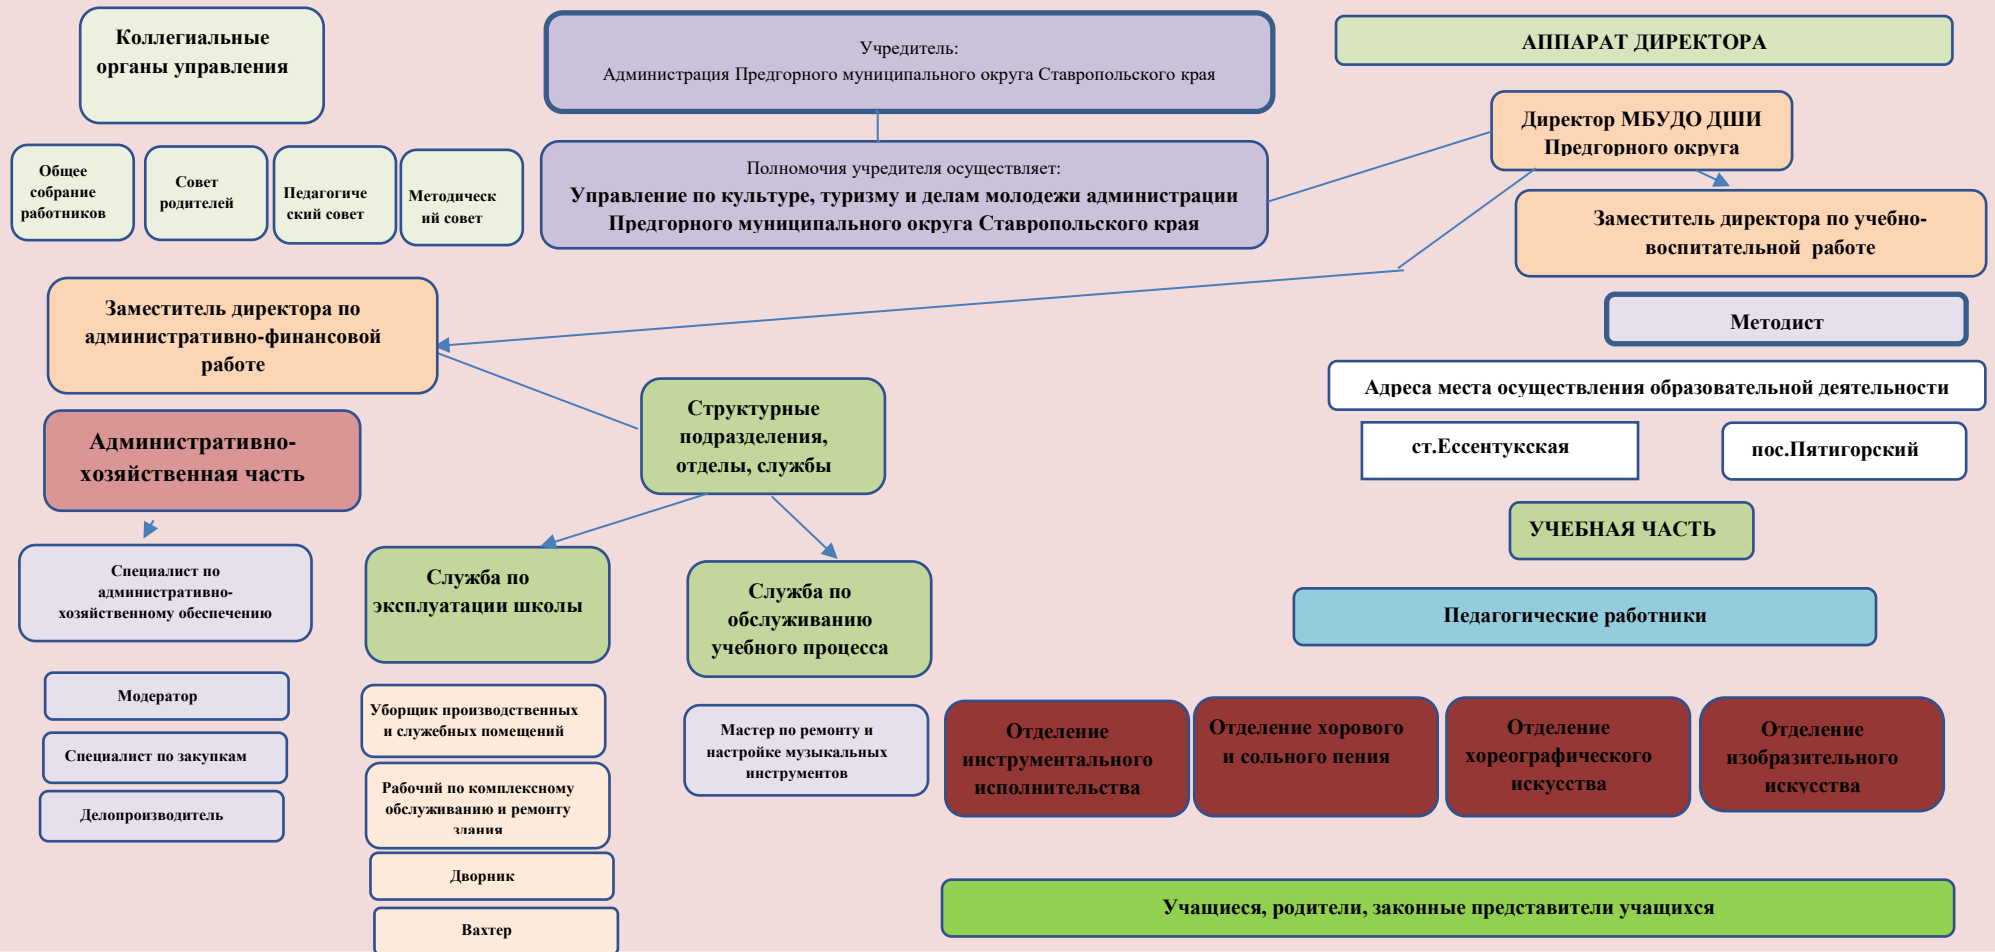 Коллегиальные
органы управления
Учредитель:
Администрация Предгорного муниципального округа Ставропольского края
АППАРАТ ДИРЕКТОРА
Директор МБУДО ДШИ
Предгорного округа
Общее
собрание
работников
Совет
родителей
Педагогиче
ский совет
Методическ
ий совет
Полномочия учредителя осуществляет:
Управление по культуре, туризму и делам молодежи администрации
Предгорного муниципального округа Ставропольского края
Заместитель директора по учебно-
воспитательной работе
Заместитель директора по
административно-финансовой
работе
Методист
Адреса места осуществления образовательной деятельности
ст.Ессентукская
пос.Пятигорский
Структурные
подразделения,
отделы, службы
Административно-
хозяйственная часть
УЧЕБНАЯ ЧАСТЬ
Специалист по
административно-
хозяйственному обеспечению
Служба по
эксплуатации школы
Служба по
обслуживанию
учебного процесса
Педагогические работники
Модератор
Специалист по закупкам
Делопроизводитель
Уборщик производственных
и служебных помещений
Рабочий по комплексному
обслуживанию и ремонту
здания
Дворник
Вахтер
Мастер по ремонту и
настройке музыкальных
инструментов
Отделение
инструментального
исполнительства
Отделение хорового
и сольного пения
Отделение
хореографического
искусства
Отделение
изобразительного
искусства
Учащиеся, родители, законные представители учащихся